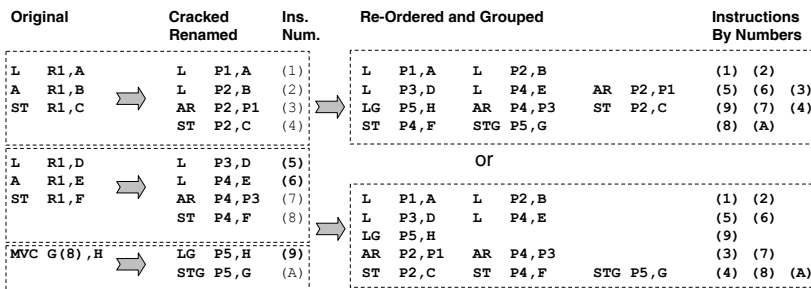 Original Cracked Renamed Ins. Num. Re-Ordered and Grouped Instructions By Numbers
L R1,A L P1,A (1)
A R1,B L P2,B (2)
ST R1,C AR P2,P1 (3)
ST P2,C (4)
L R1,D L P3,D (5)
A R1,E L P4,E (6)
ST R1,F AR P4,P3 (7)
ST P4,F (8)
MVC G(8),H LG P5,H (9)
STG P5,G (A)
L P1,A L P2,B (1) (2)
L P3,D L P4,E AR P2,P1 (5) (6) (3)
LG P5,H AR P4,P3 ST P2,C (9) (7) (4)
ST P4,F STG P5,G (8) (A)
or
L P1,A L P2,B (1) (2)
L P3,D L P4,E (5) (6)
LG P5,H (9)
AR P2,P1 AR P4,P3 (3) (7)
ST P2,C ST P4,F STG P5,G (4) (8) (A)